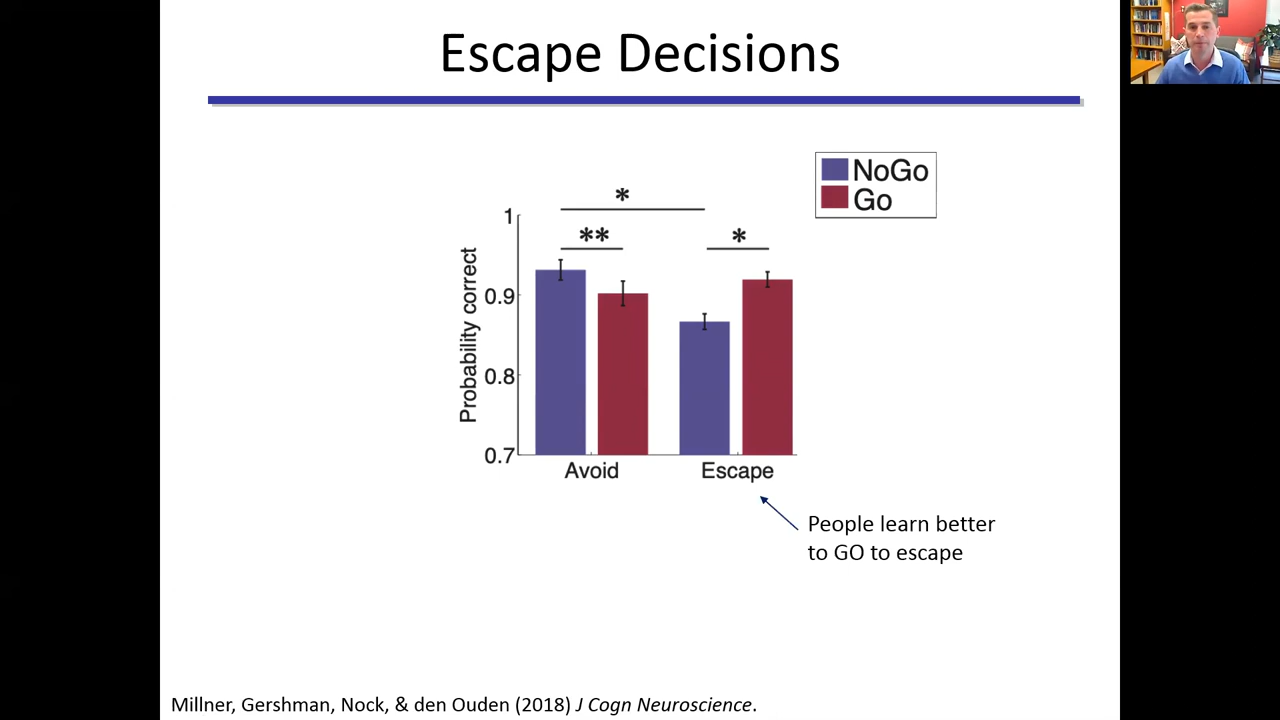 Escape Decisions
NoGo
Go
*
** *
1
0.9
0.8
0.7
Probability correct
Avoid Escape
People learn better
to GO to escape
Millner, Gershman, Nock, & den Ouden (2018) J Cogn Neuroscience.